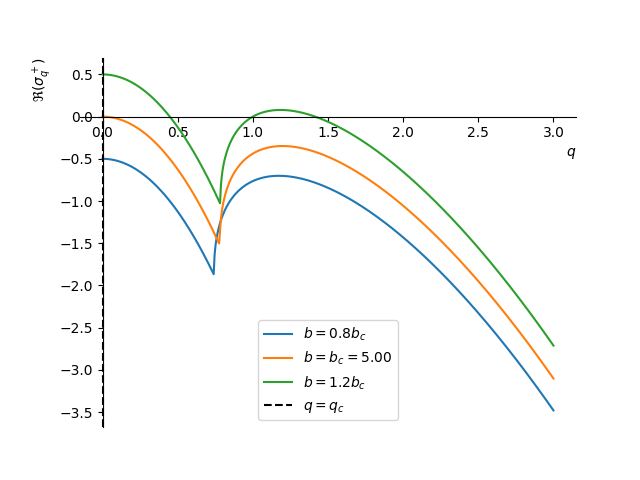 ℜ(σ_q^+)
0.5
0.0
−0.5
−1.0
−1.5
−2.0
−2.5
−3.0
−3.5
0.0 0.5 1.0 1.5 2.0 2.5 3.0
q
b = 0.8b_c
b = b_c = 5.00
b = 1.2b_c
q = q_c